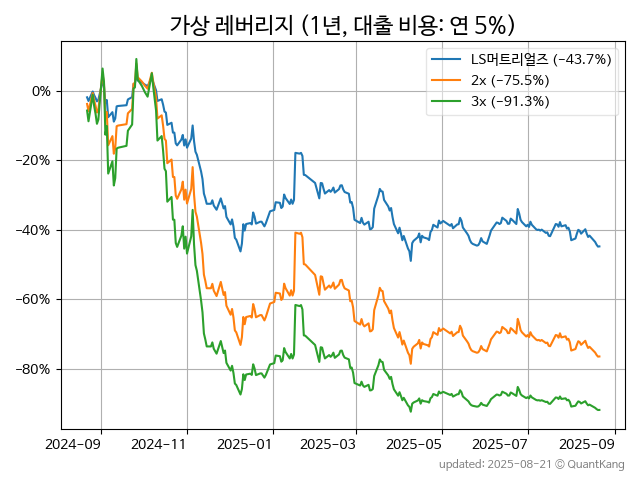 가상 레버리지 (1년, 대출 비용: 연 5%)
LS머트리얼즈 (−43.7%)
2x (−75.5%)
3x (−91.3%)
0%
−20%
−40%
−60%
−80%
2024-09
2024-11
2025-01
2025-03
2025-05
2025-07
2025-09
updated: 2025-08-21 © QuantKang